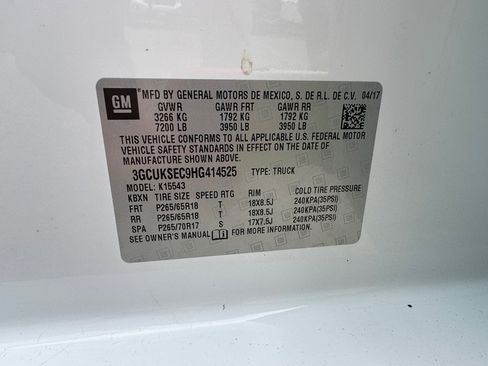 GM
MFD BY GENERAL MOTORS DE MEXICO, S. DE R.L. DE C.V. 04/17
GVWR GAWR FRT GAWR RR
3266 KG 1792 KG 1792 KG
7200 LB 3950 LB 3950 LB
THIS VEHICLE CONFORMS TO ALL APPLICABLE U.S. FEDERAL MOTOR
VEHICLE SAFETY STANDARDS IN EFFECT ON THE DATE OF
MANUFACTURE SHOWN ABOVE.
3GCUKSEC9HG414525 TYPE: TRUCK
MODEL: K15543
KBXN TIRE SIZE SPEED RTG RIM COLD TIRE PRESSURE
FRT P265/65R18 T 18X8.5J 240KPA(35PSI)
RR P265/65R18 T 18X8.5J 240KPA(35PSI)
SPA P265/70R17 S 17X7.5J 240KPA(35PSI)
SEE OWNER'S MANUAL FOR MORE INFORMATION.